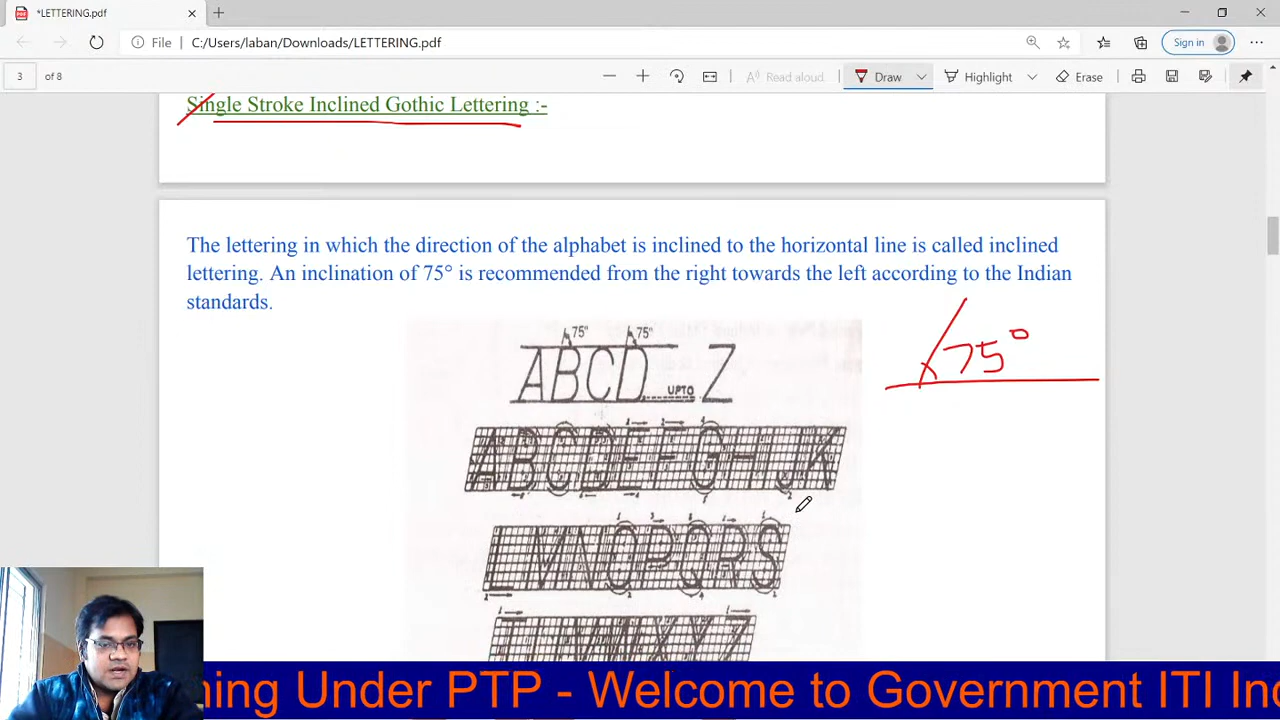 *LETTERING.pdf
File C:/Users/laban/Downloads/LETTERING.pdf Sign in
3 of 8 Read aloud Draw Highlight Erase
Single Stroke Inclined Gothic Lettering :-
The lettering in which the direction of the alphabet is inclined to the horizontal line is called inclined
lettering. An inclination of 75° is recommended from the right towards the left according to the Indian
standards.
75° 75°
75°
ABCD UPTO Z
ABCDEFGHIJK
LMNOPQRS
XYZ
ning Under PTP - Welcome to Government ITI Ind